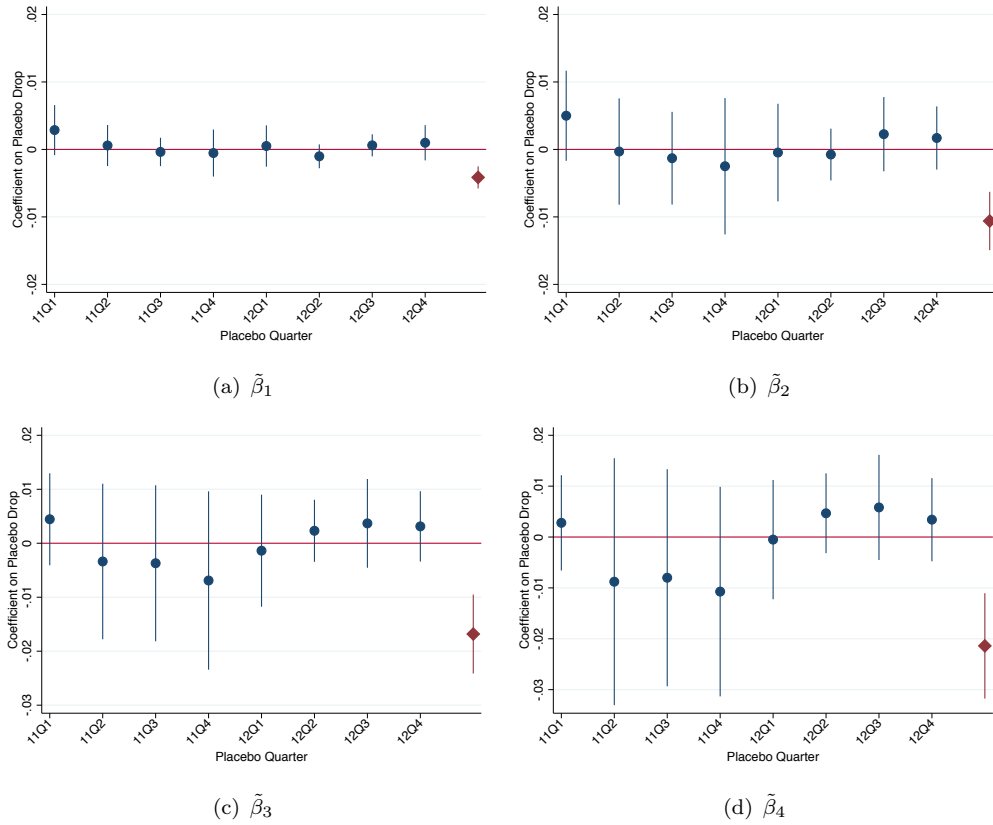 Coefficient on Placebo Drop
.02
.01
0
-.01
-.02
11Q1 11Q2 11Q3 11Q4 12Q1 12Q2 12Q3 12Q4
Placebo Quarter
(a) β̃₁
Coefficient on Placebo Drop
.02
.01
0
-.01
-.02
11Q1 11Q2 11Q3 11Q4 12Q1 12Q2 12Q3 12Q4
Placebo Quarter
(b) β̃₂
Coefficient on Placebo Drop
.02
.01
0
-.01
-.02
-.03
11Q1 11Q2 11Q3 11Q4 12Q1 12Q2 12Q3 12Q4
Placebo Quarter
(c) β̃₃
Coefficient on Placebo Drop
.02
.01
0
-.01
-.02
-.03
11Q1 11Q2 11Q3 11Q4 12Q1 12Q2 12Q3 12Q4
Placebo Quarter
(d) β̃₄